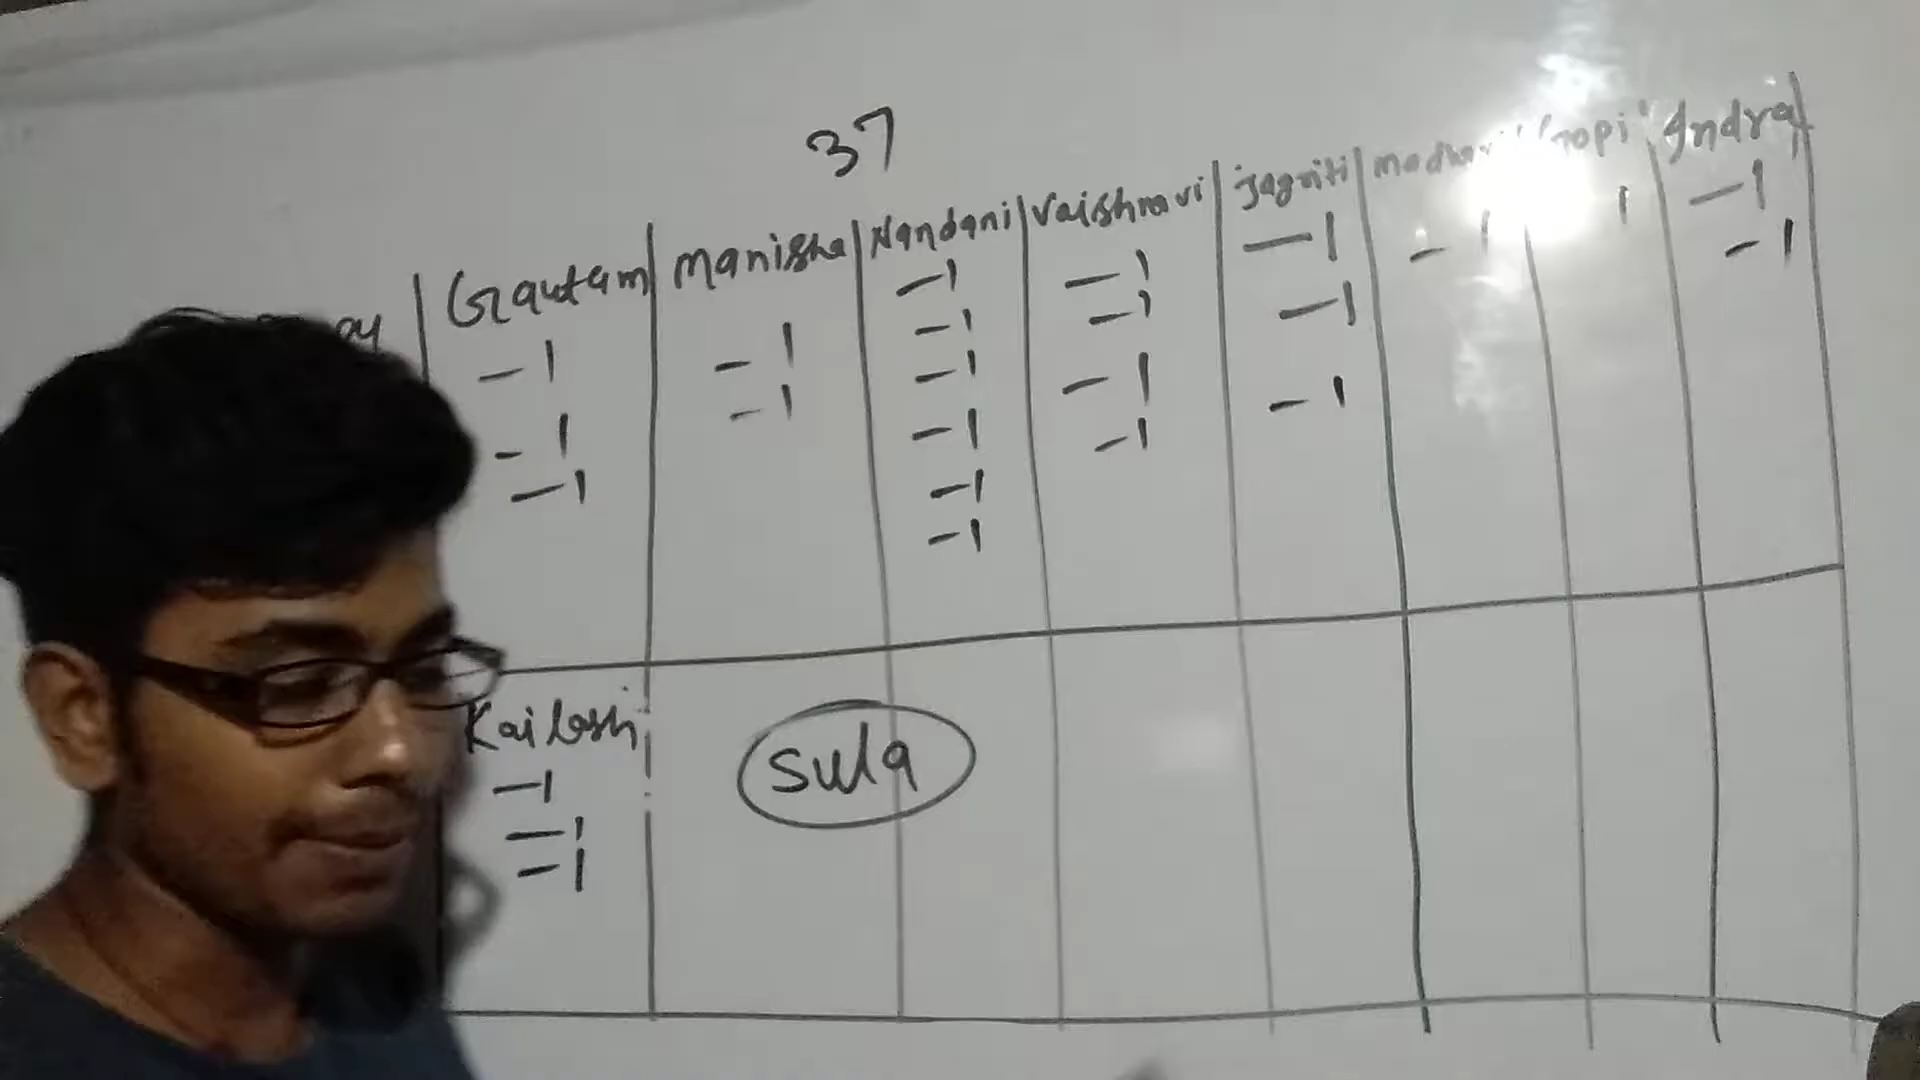 37
Gautam Manisha Nandani Vaishnavi Jagriti Gopi Indra
-1 -1 -1 -1 -1 -1 1 -1
-1 -1 -1 -1 -1 -1
-1 -1 -1 -1
-1 -1
-1
-1
Kailash sula
-1
-1
-1